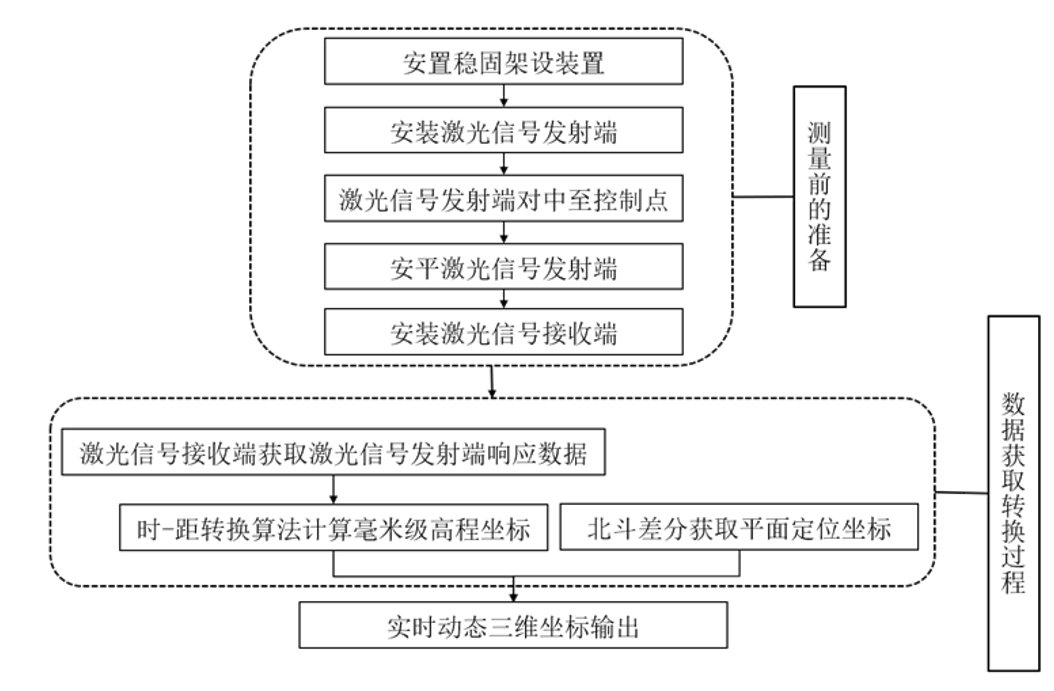 安置稳固架设装置
安装激光信号发射端
激光信号发射端对中至控制点
安平激光信号发射端
安装激光信号接收端
测量前的准备
激光信号接收端获取激光信号发射端响应数据
时-距转换算法计算毫米级高程坐标
北斗差分获取平面定位坐标
数据获取转换过程
实时动态三维坐标输出